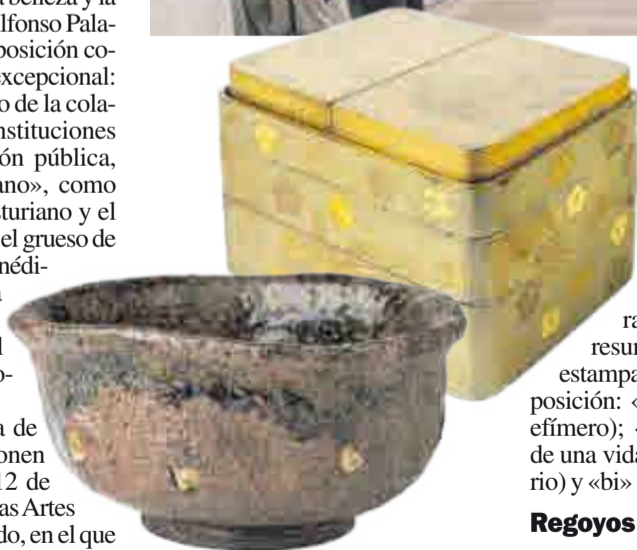 a belleza y la
lfonso Pala-
posición co-
excepcional:
o de la cola-
nstituciones
ón pública,
ano», como
sturiano y el
el grueso de
nédi-
a
l
o-
a de
onen
12 de
as Artes
do, en el que
ra
resur
estampa
posición: «
efímero); «
de una vida
rio) y «bi»
Regoyos